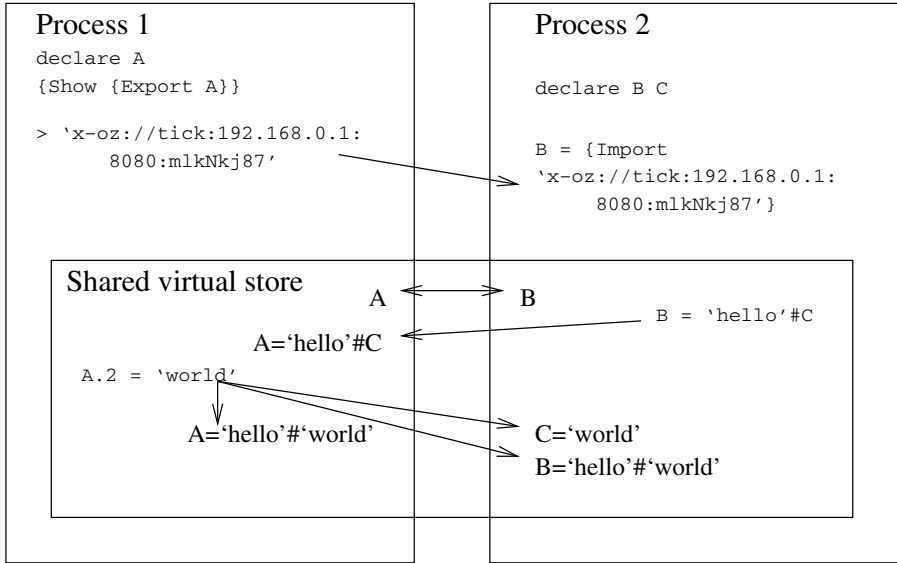 Process 1
declare A
{Show {Export A}}
> ‘x−oz://tick:192.168.0.1:
8080:mlkNkj87’
Process 2
declare B C
B = {Import
‘x−oz://tick:192.168.0.1:
8080:mlkNkj87’}
Shared virtual store
A
B
B = ‘hello’#C
A=‘hello’#C
A.2 = ‘world’
A=‘hello’#‘world’
C=‘world’
B=‘hello’#‘world’